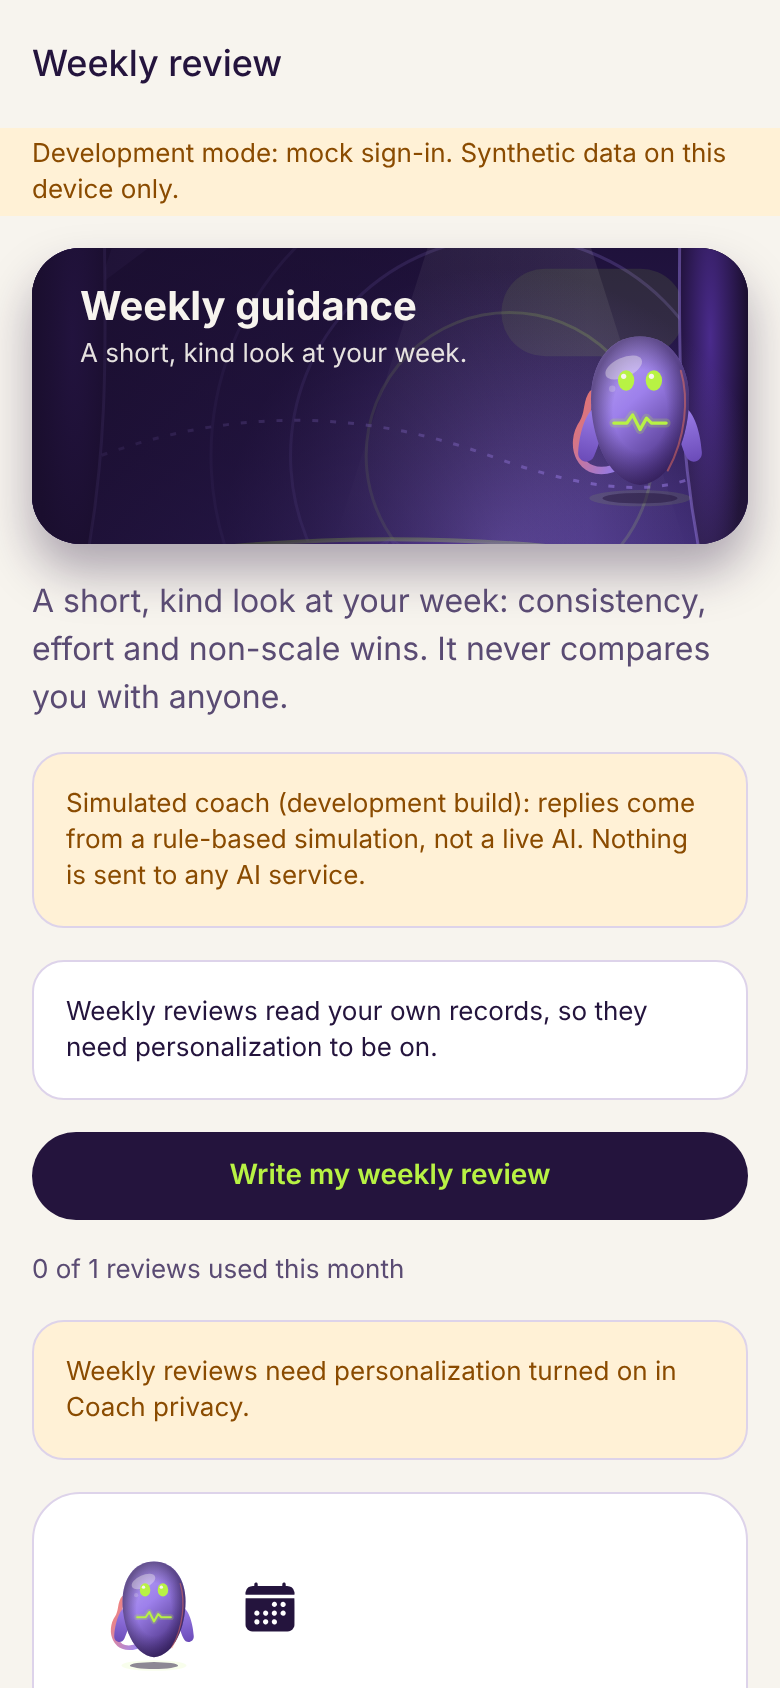 Weekly review
Development mode: mock sign-in. Synthetic data on this
device only.
Weekly guidance
A short, kind look at your week.
A short, kind look at your week: consistency,
effort and non-scale wins. It never compares
you with anyone.
Simulated coach (development build): replies come
from a rule-based simulation, not a live AI. Nothing
is sent to any AI service.
Weekly reviews read your own records, so they
need personalization to be on.
Write my weekly review
0 of 1 reviews used this month
Weekly reviews need personalization turned on in
Coach privacy.